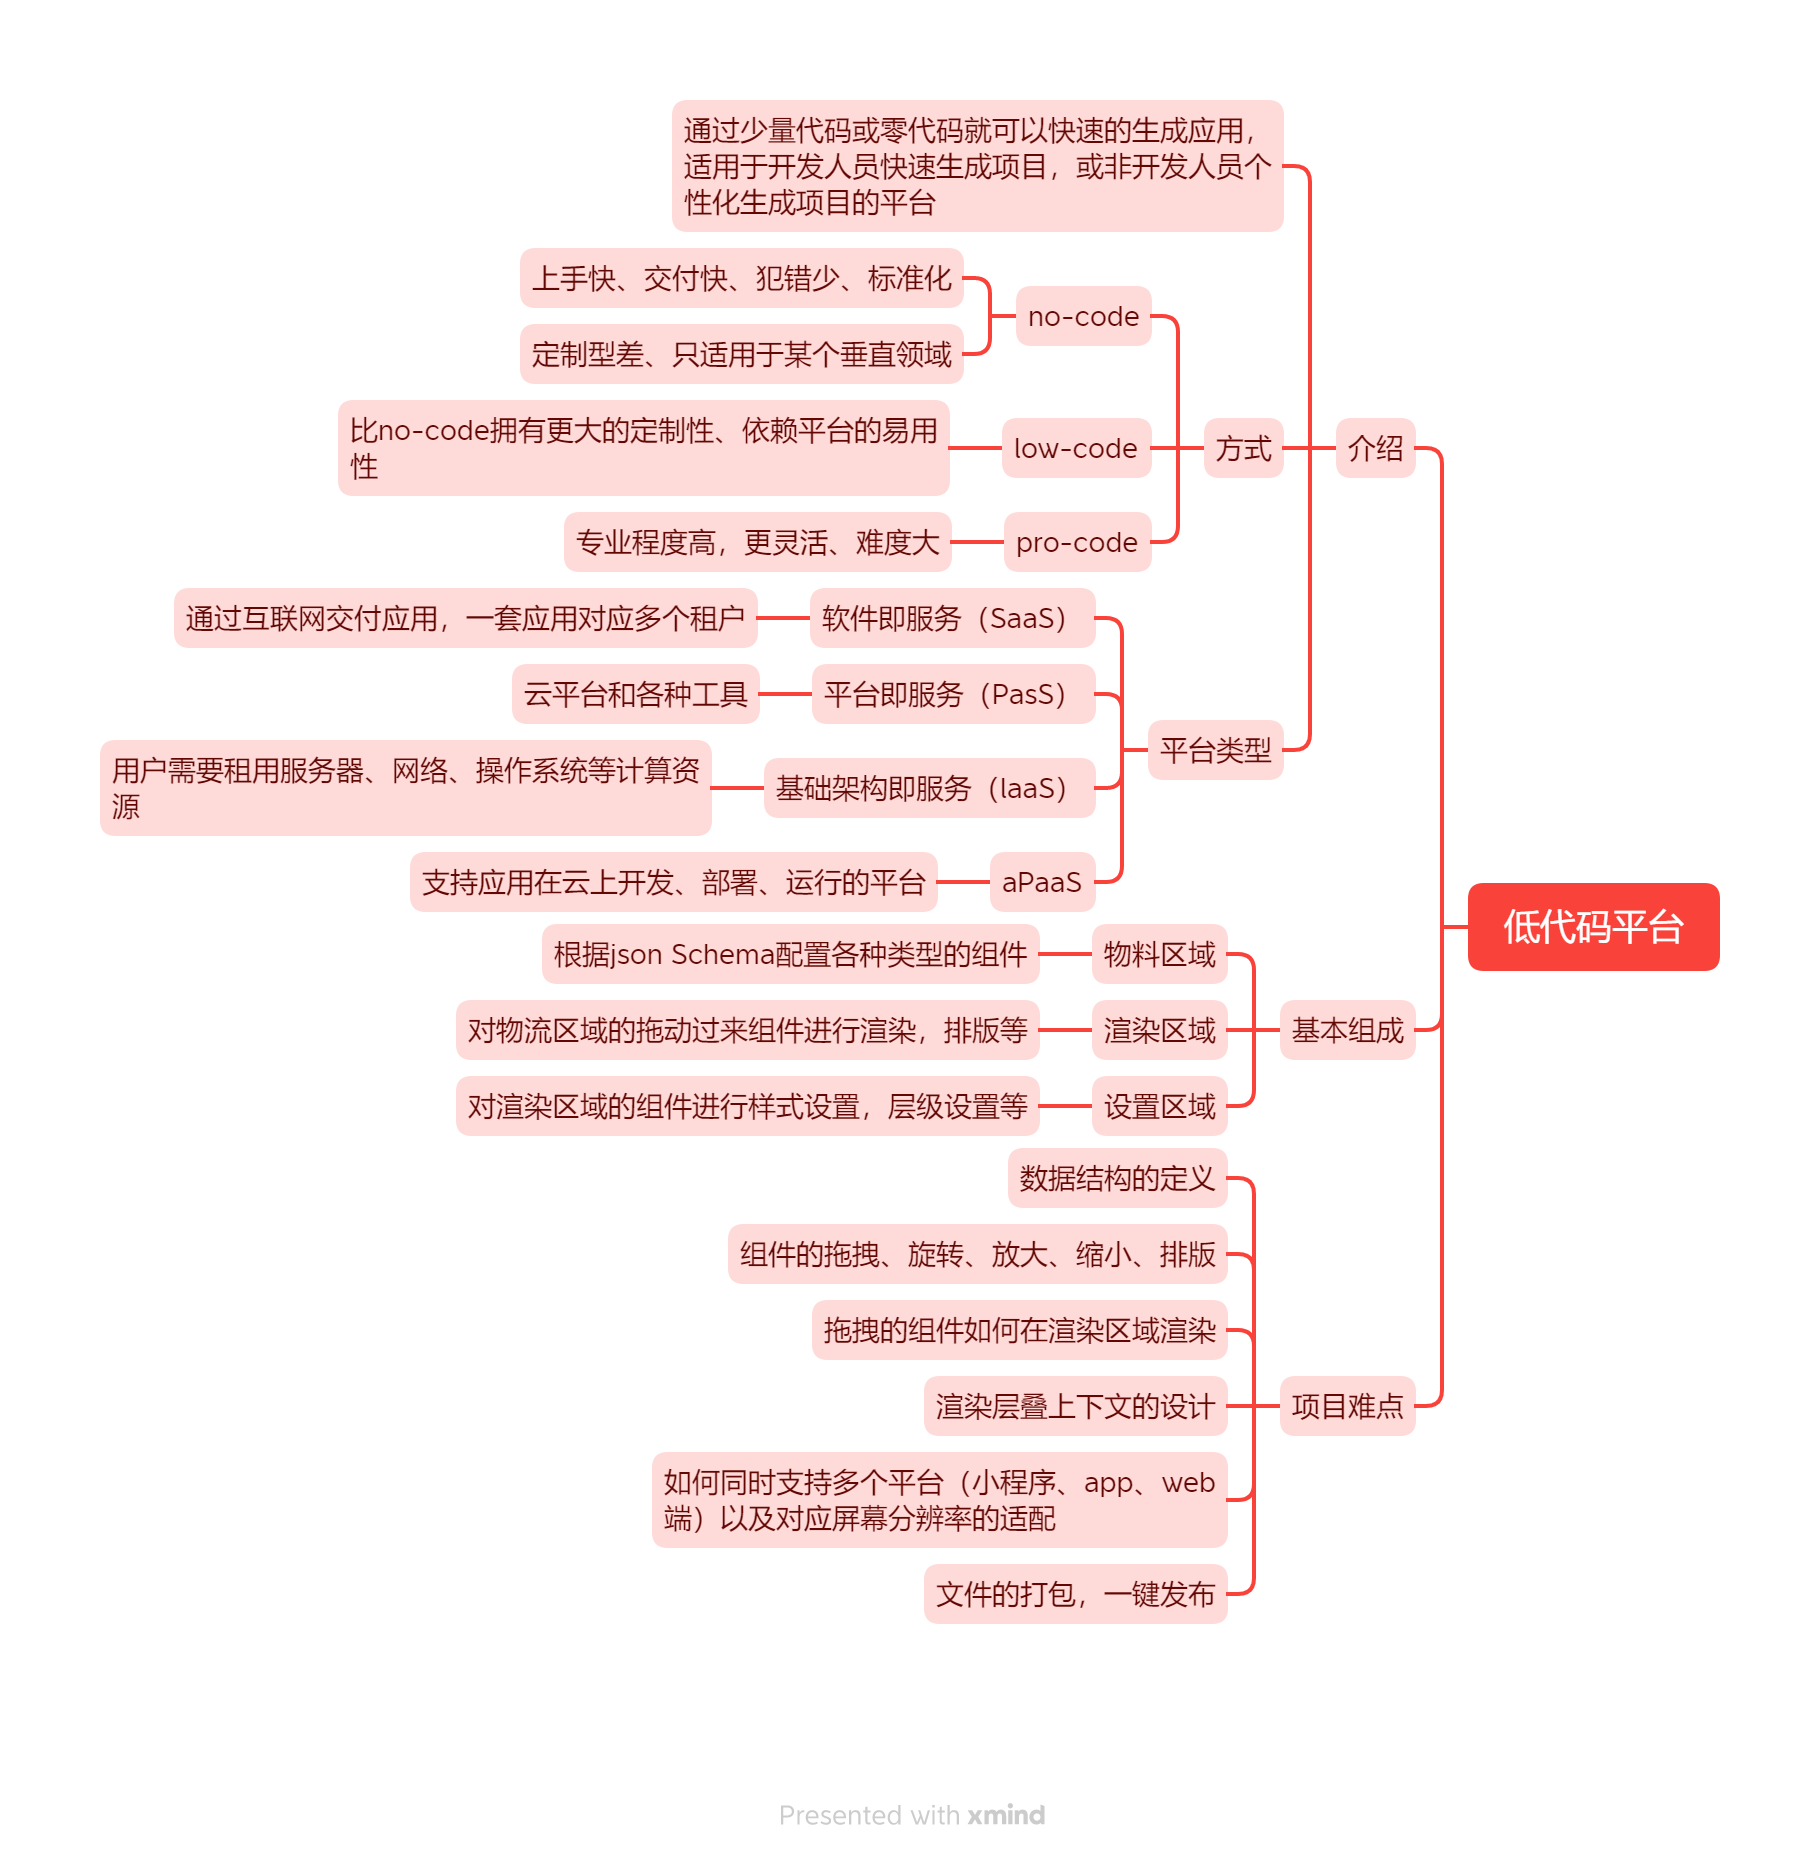 通过少量代码或零代码就可以快速的生成应用，
适用于开发人员快速生成项目，或非开发人员个
性化生成项目的平台
上手快、交付快、犯错少、标准化
no-code
定制型差、只适用于某个垂直领域
比no-code拥有更大的定制性、依赖平台的易用
性
low-code
方式
介绍
专业程度高，更灵活、难度大
pro-code
通过互联网交付应用，一套应用对应多个租户
软件即服务（SaaS）
云平台和各种工具
平台即服务（PasS）
平台类型
用户需要租用服务器、网络、操作系统等计算资
源
基础架构即服务（laaS）
支持应用在云上开发、部署、运行的平台
aPaaS
低代码平台
根据json Schema配置各种类型的组件
物料区域
对物流区域的拖动过来组件进行渲染，排版等
渲染区域
基本组成
对渲染区域的组件进行样式设置，层级设置等
设置区域
数据结构的定义
组件的拖拽、旋转、放大、缩小、排版
拖拽的组件如何在渲染区域渲染
渲染层叠上下文的设计
项目难点
如何同时支持多个平台（小程序、app、web
端）以及对应屏幕分辨率的适配
文件的打包，一键发布
Presented with xmind